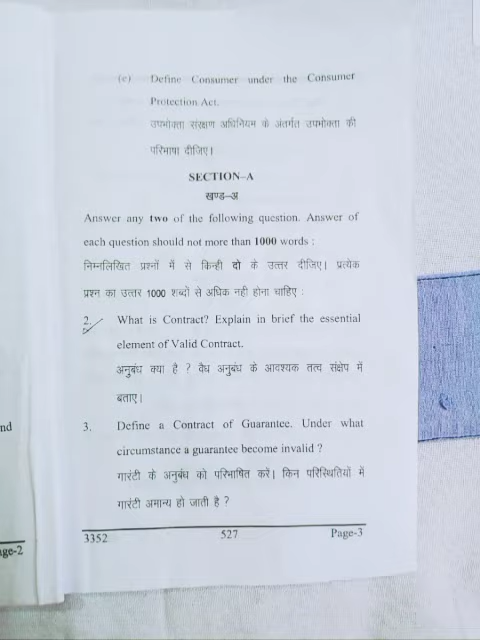 (e) Define Consumer under the Consumer
Protection Act.
उपभोक्ता संरक्षण अधिनियम के अंतर्गत उपभोक्ता की
परिभाषा दीजिए।
SECTION–A
खण्ड–अ
Answer any two of the following question. Answer of
each question should not more than 1000 words :
निम्नलिखित प्रश्नों में से किन्ही दो के उत्तर दीजिए। प्रत्येक
प्रश्न का उत्तर 1000 शब्दों से अधिक नही होना चाहिए :
2. What is Contract? Explain in brief the essential
element of Valid Contract.
अनुबंध क्या है ? वैध अनुबंध के आवश्यक तत्व संक्षेप में
बताए।
3. Define a Contract of Guarantee. Under what
circumstance a guarantee become invalid ?
गारंटी के अनुबंध को परिभाषित करें। किन परिस्थितियों में
गारंटी अमान्य हो जाती है ?
3352 527 Page-3
nd
age-2